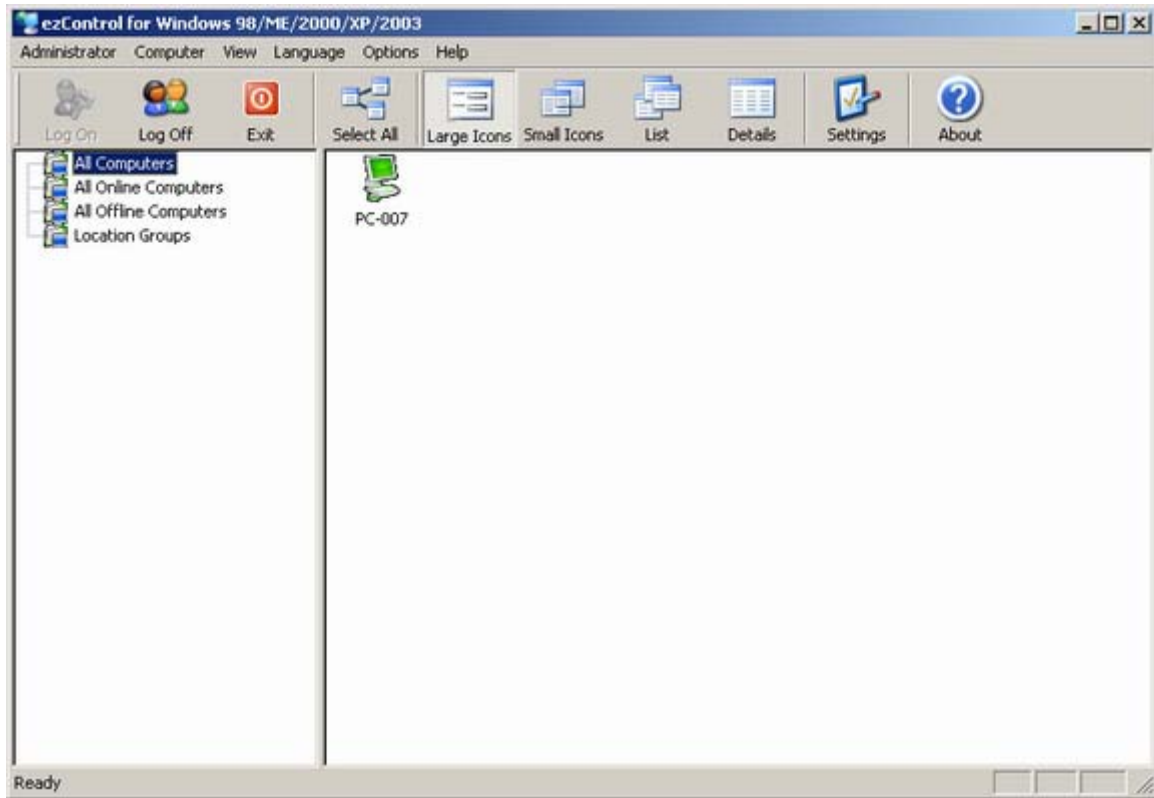 ezControl for Windows 98/ME/2000/XP/2003
Administrator Computer View Language Options Help
Log On Log Off Exit Select All Large Icons Small Icons List Details Settings About
All Computers
All Online Computers
All Offline Computers
Location Groups
PC-007
Ready